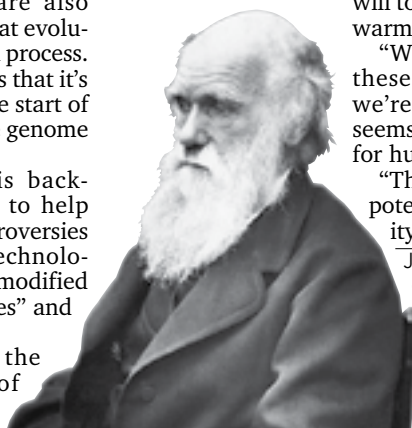 are also
at evolu-
process.
s that it's
e start of
genome
is back-
to help
roversies
echnolo-
modified
es" and
the
of
will to
warm
"W
these
we're
seems
for hu
"Th
pote
ity
J